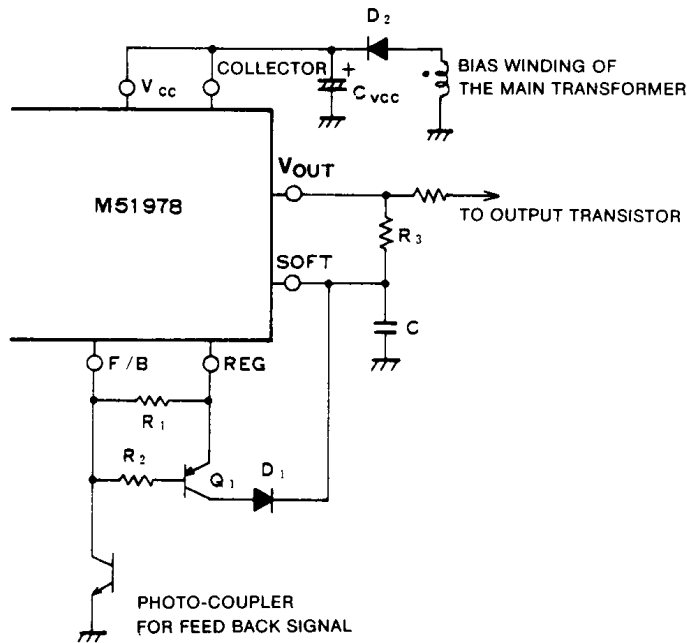 D2
VCC
COLLECTOR
+
CVCC
BIAS WINDING OF
THE MAIN TRANSFORMER
M51978
VOUT
TO OUTPUT TRANSISTOR
R3
SOFT
C
F/B
REG
R1
R2
Q1
D1
PHOTO-COUPLER
FOR FEED BACK SIGNAL